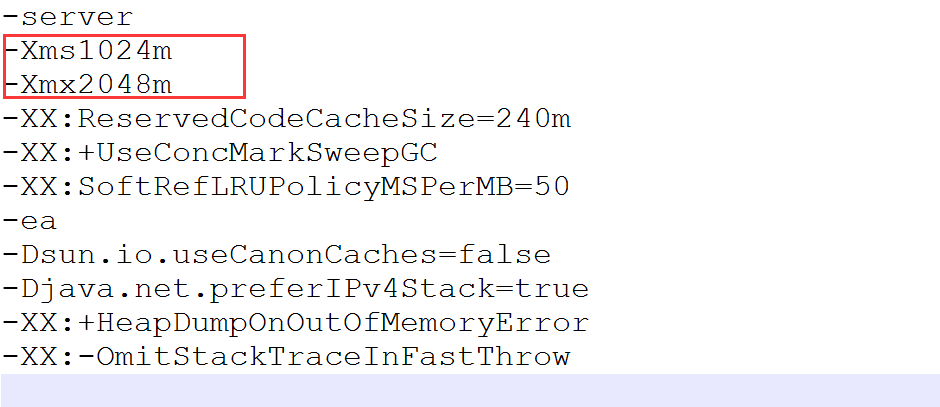 -server
-Xms1024m
-Xmx2048m
-XX:ReservedCodeCacheSize=240m
-XX:+UseConcMarkSweepGC
-XX:SoftRefLRUPolicyMSPerMB=50
-ea
-Dsun.io.useCanonCaches=false
-Djava.net.preferIPv4Stack=true
-XX:+HeapDumpOnOutOfMemoryError
-XX:-OmitStackTraceInFastThrow